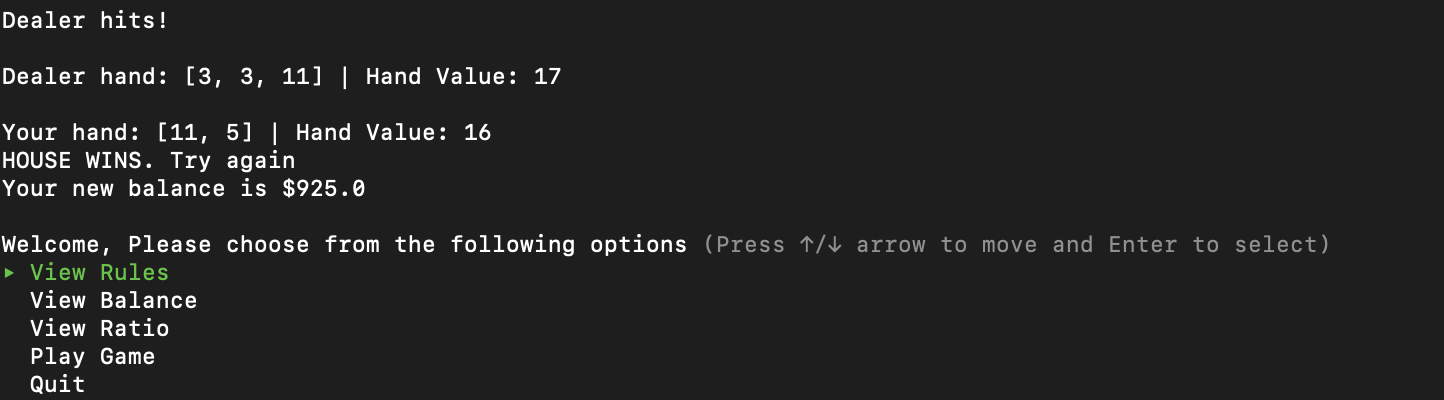 Dealer hits!
Dealer hand: [3, 3, 11] | Hand Value: 17
Your hand: [11, 5] | Hand Value: 16
HOUSE WINS. Try again
Your new balance is $925.0
Welcome, Please choose from the following options (Press ↑/↓ arrow to move and Enter to select)
‣ View Rules
View Balance
View Ratio
Play Game
Quit